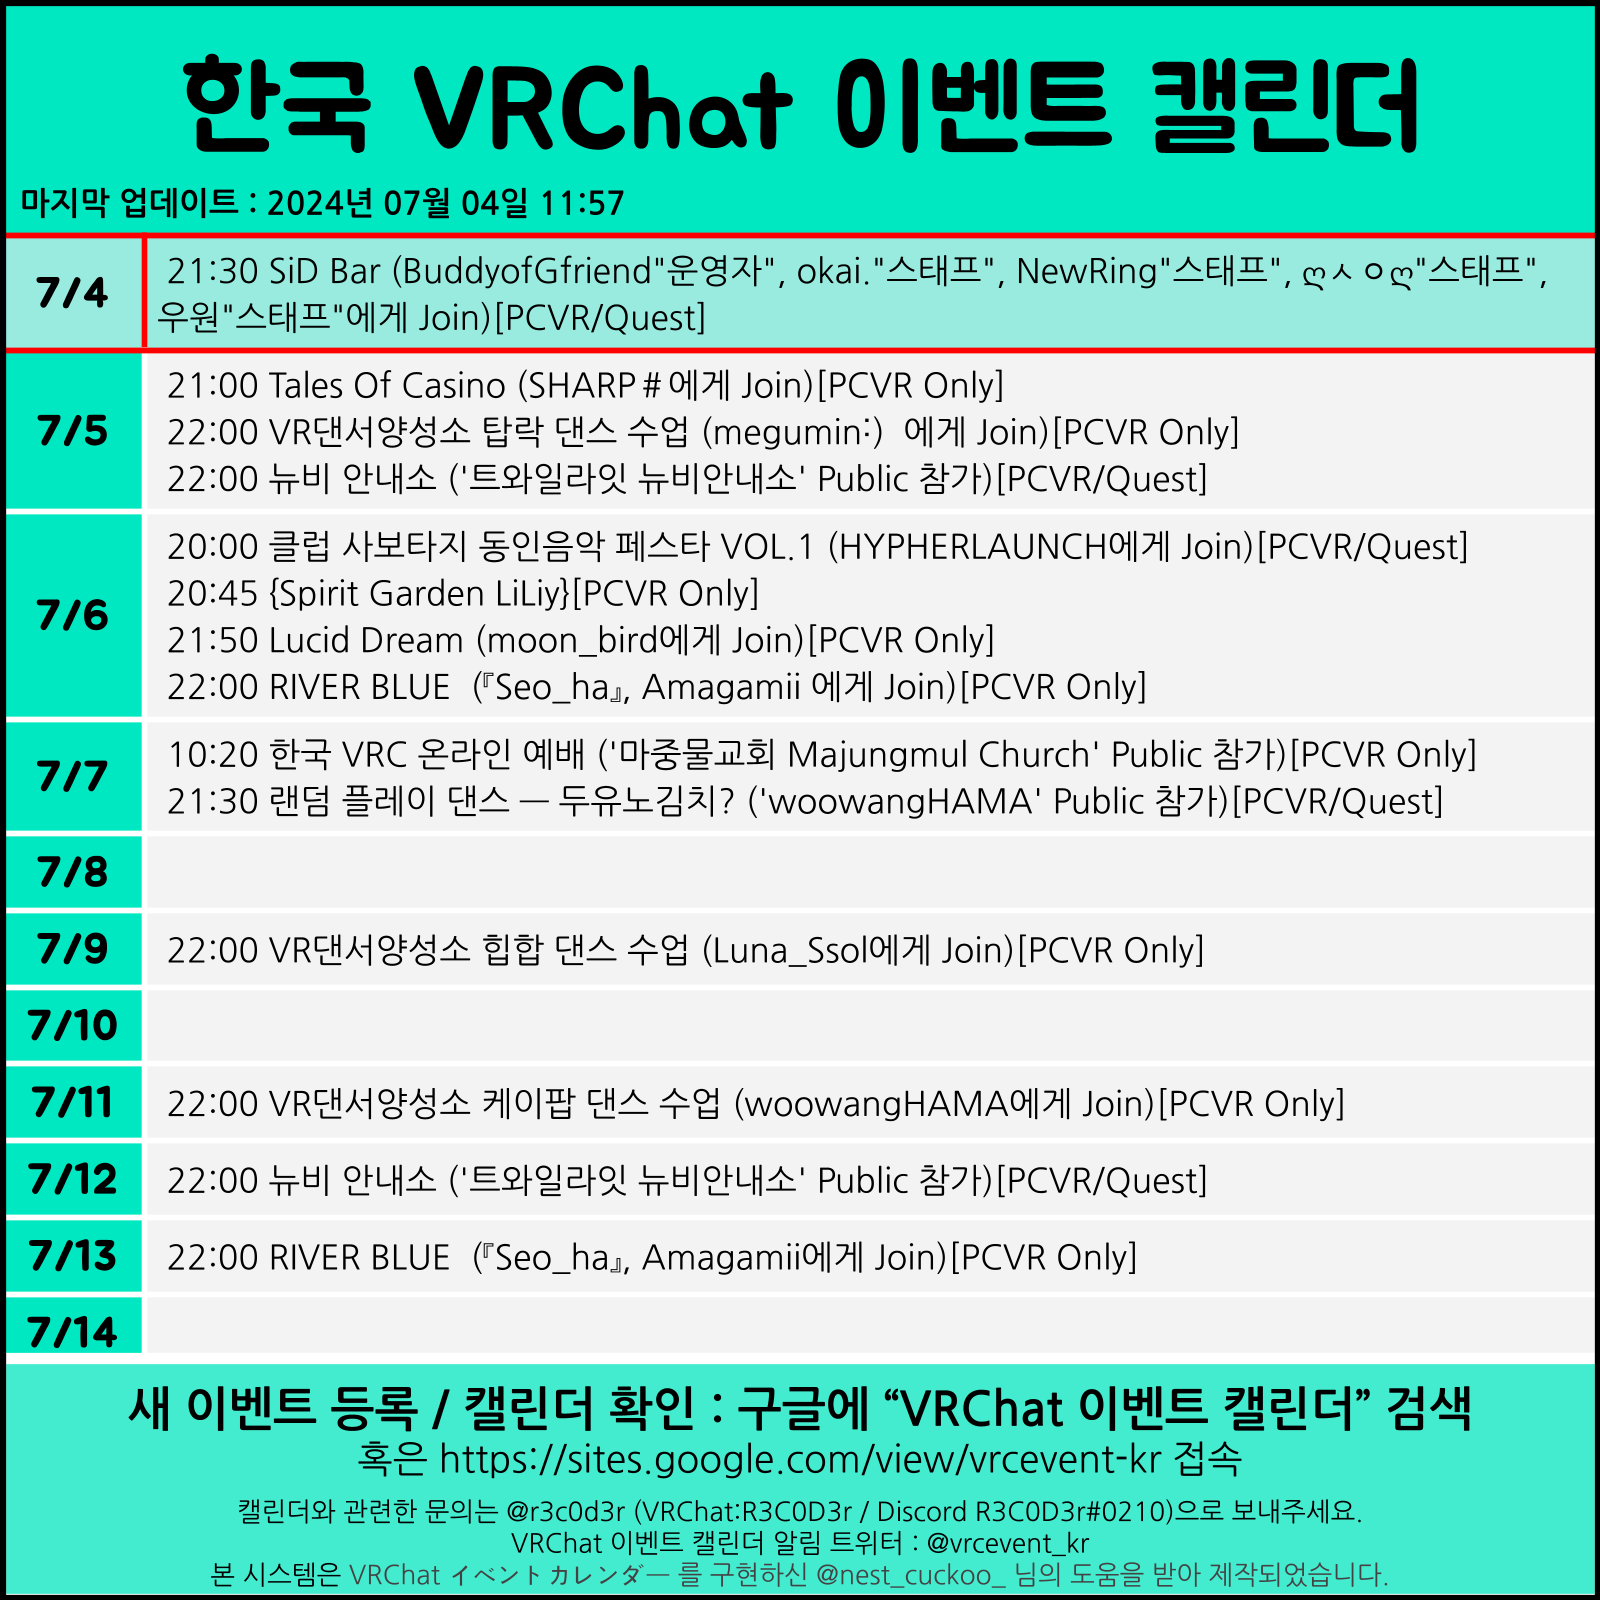 한국 VRChat 이벤트 캘린더
마지막 업데이트 : 2024년 07월 04일 11:57
7/4
21:30 SiD Bar (BuddyofGfriend"운영자", okai."스태프", NewRing"스태프", ღㅅㅇღ"스태프",
우원"스태프"에게 Join)[PCVR/Quest]
7/5
21:00 Tales Of Casino (SHARP#에게 Join)[PCVR Only]
22:00 VR댄서양성소 탑락 댄스 수업 (megumin:)  에게 Join)[PCVR Only]
22:00 뉴비 안내소 ('트와일라잇 뉴비안내소' Public 참가)[PCVR/Quest]
7/6
20:00 클럽 사보타지 동인음악 페스타 VOL.1 (HYPHERLAUNCH에게 Join)[PCVR/Quest]
20:45 {Spirit Garden LiLiy}[PCVR Only]
21:50 Lucid Dream (moon_bird에게 Join)[PCVR Only]
22:00 RIVER BLUE  (『Seo_ha』, Amagamii 에게 Join)[PCVR Only]
7/7
10:20 한국 VRC 온라인 예배 ('마중물교회 Majungmul Church' Public 참가)[PCVR Only]
21:30 랜덤 플레이 댄스 — 두유노김치? ('woowangHAMA' Public 참가)[PCVR/Quest]
7/8
7/9
22:00 VR댄서양성소 힙합 댄스 수업 (Luna_Ssol에게 Join)[PCVR Only]
7/10
7/11
22:00 VR댄서양성소 케이팝 댄스 수업 (woowangHAMA에게 Join)[PCVR Only]
7/12
22:00 뉴비 안내소 ('트와일라잇 뉴비안내소' Public 참가)[PCVR/Quest]
7/13
22:00 RIVER BLUE  (『Seo_ha』, Amagamii에게 Join)[PCVR Only]
7/14
새 이벤트 등록 / 캘린더 확인 : 구글에 “VRChat 이벤트 캘린더” 검색
혹은 https://sites.google.com/view/vrcevent-kr 접속
캘린더와 관련한 문의는 @r3c0d3r (VRChat:R3C0D3r / Discord R3C0D3r#0210)으로 보내주세요.
VRChat 이벤트 캘린더 알림 트위터 : @vrcevent_kr
본 시스템은 VRChat イベントカレンダー 를 구현하신 @nest_cuckoo_ 님의 도움을 받아 제작되었습니다.